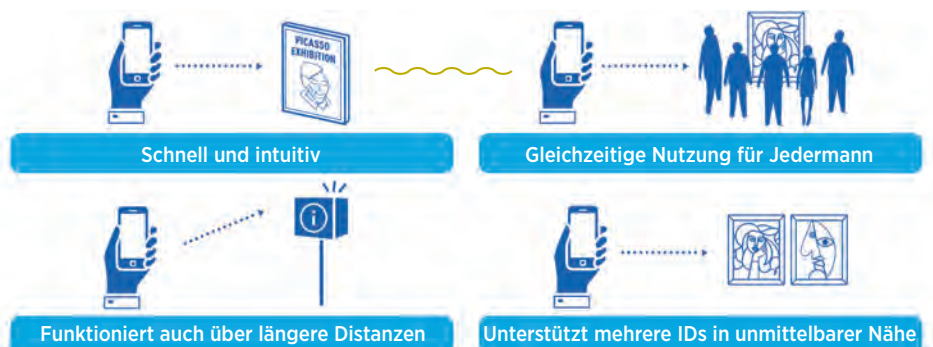 PICASSO
EXHIBITION
Schnell und intuitiv
Gleichzeitige Nutzung für Jedermann
i
Funktioniert auch über längere Distanzen
Unterstützt mehrere IDs in unmittelbarer Nähe